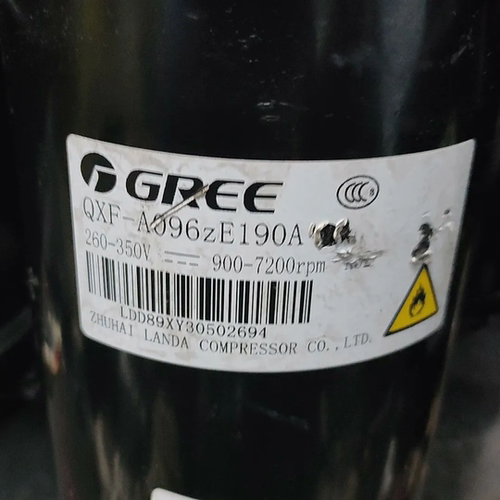 GREE
QXF-A096zE190A
260-350V ⎓ 900-7200rpm
LDD89XY30502694
ZHUHAI LANDA COMPRESSOR CO.,LTD.